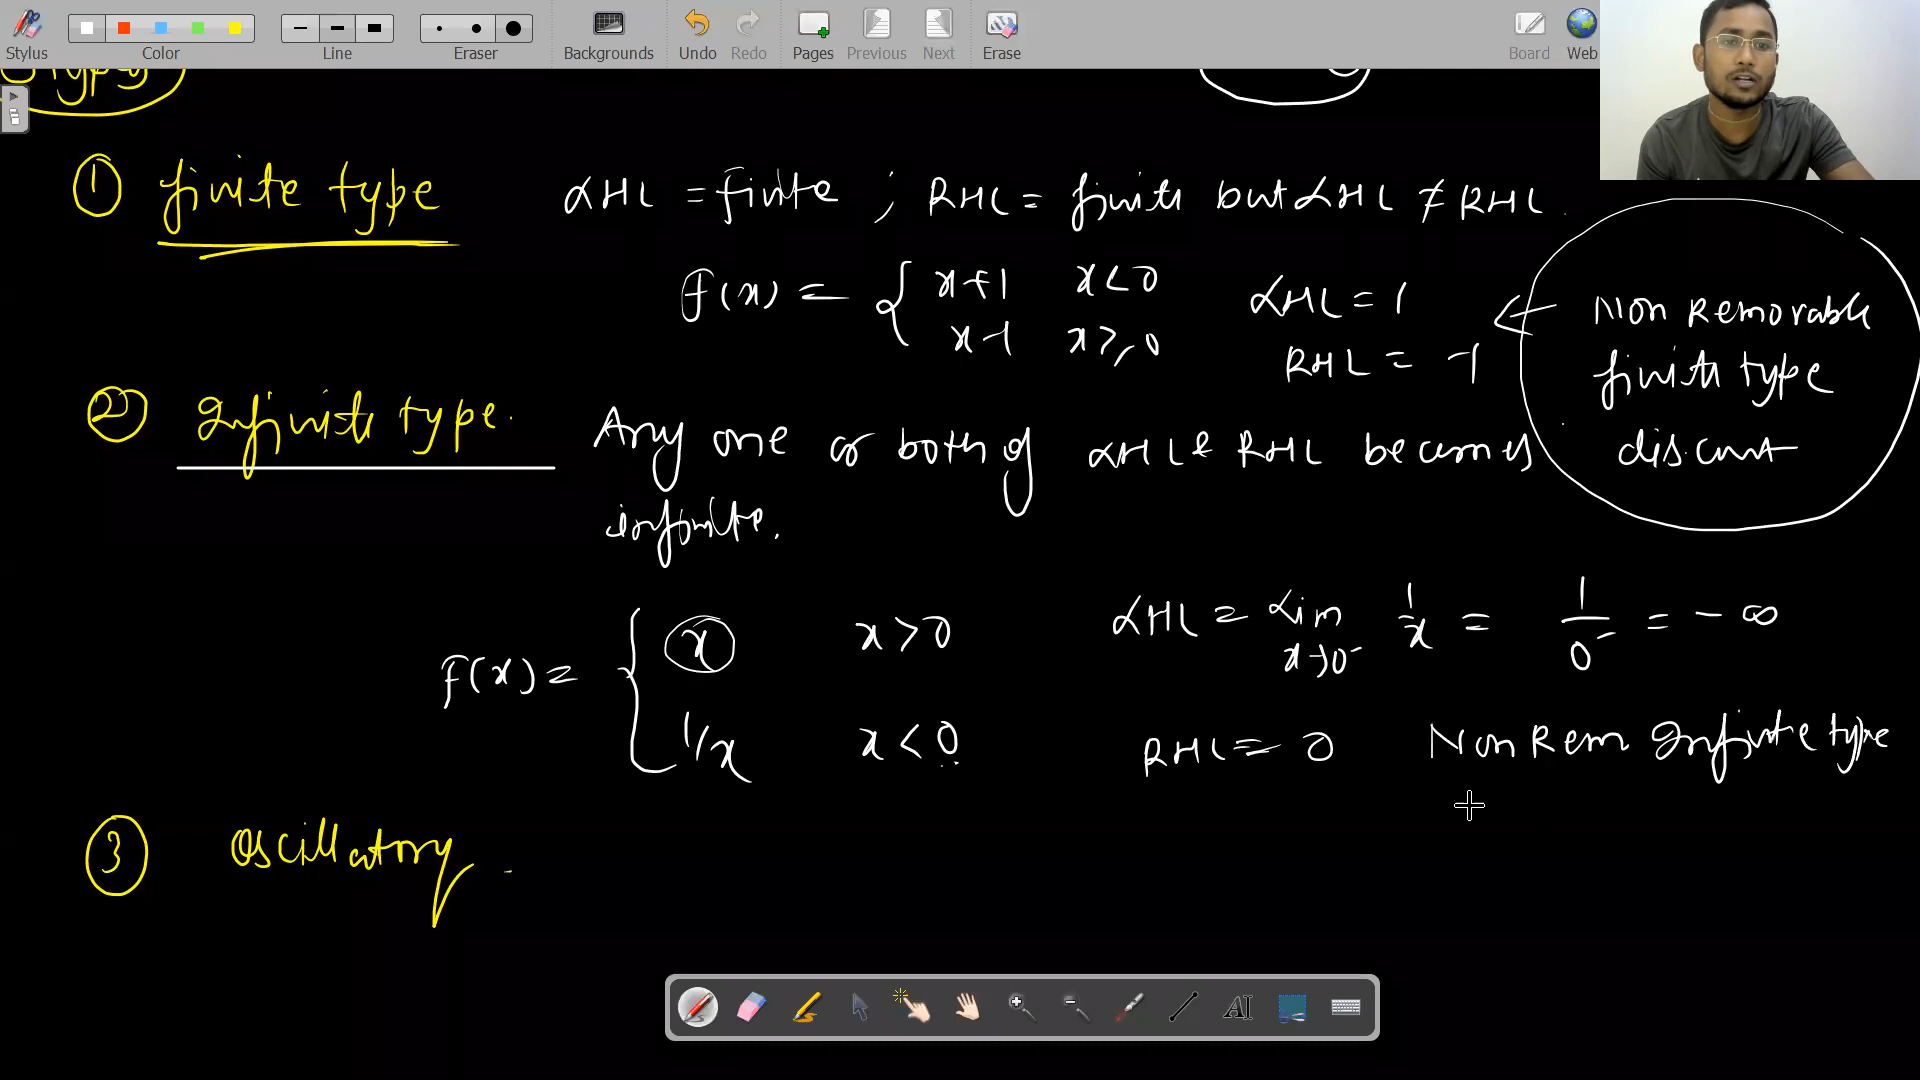 Stylus Color Line Eraser Backgrounds Undo Redo Pages Previous Next Erase Board Web
types
① finite type LHL = finite ; RHL = finite but LHL ≠ RHL.
f(x) = { x+1 x<0
x-1 x≥0
LHL = 1
RHL = -1
Non Removable
finite type
discont
② Infinite type. Any one or both of LHL & RHL becomes
infinite.
f(x) = { x x>0
1/x x<0
LHL = Lim x→0⁻ 1/x = 1/0⁻ = -∞
RHL = 0 Non Rem Infinite type
③ Oscillatory.